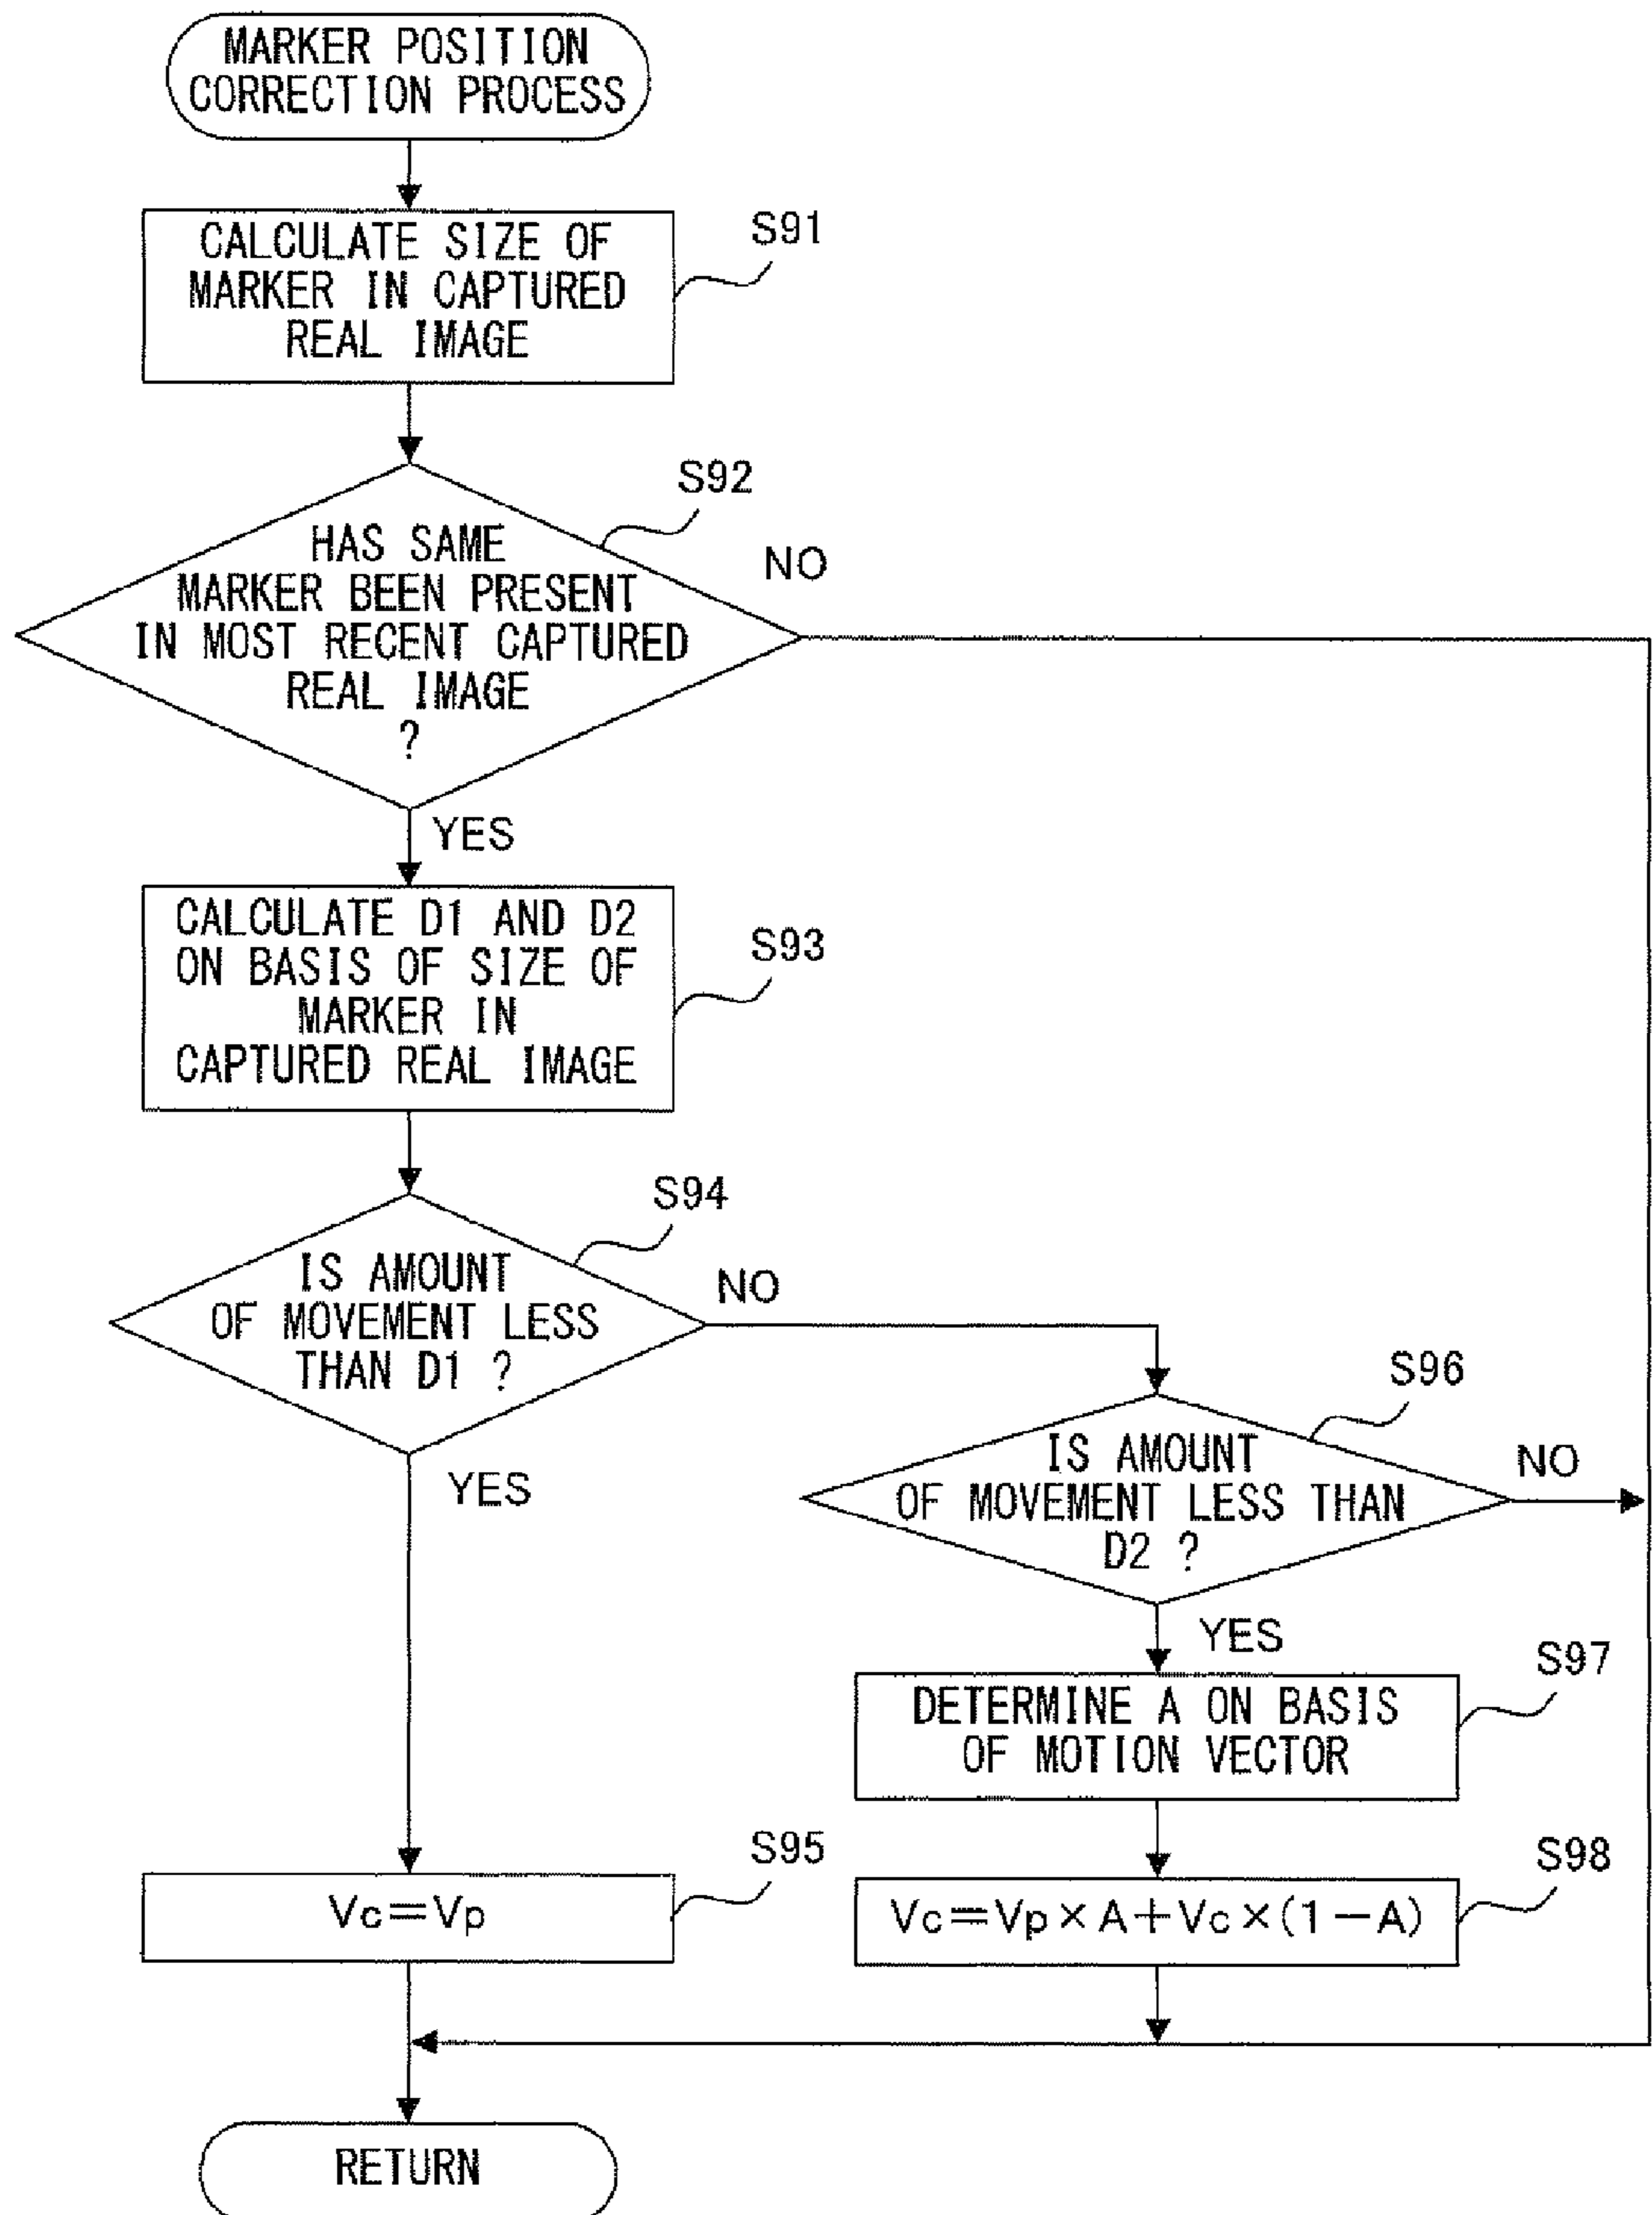 MARKER POSITION
CORRECTION PROCESS
CALCULATE SIZE OF
MARKER IN CAPTURED
REAL IMAGE
S91
S92
HAS SAME
MARKER BEEN PRESENT
IN MOST RECENT CAPTURED
REAL IMAGE
?
NO
YES
CALCULATE D1 AND D2
ON BASIS OF SIZE OF
MARKER IN
CAPTURED REAL IMAGE
S93
S94
IS AMOUNT
OF MOVEMENT LESS
THAN D1 ?
NO
YES
S96
IS AMOUNT
OF MOVEMENT LESS THAN
D2 ?
NO
YES
S97
DETERMINE A ON BASIS
OF MOTION VECTOR
S95
Vc=Vp
S98
Vc=Vp×A+Vc×(1-A)
RETURN